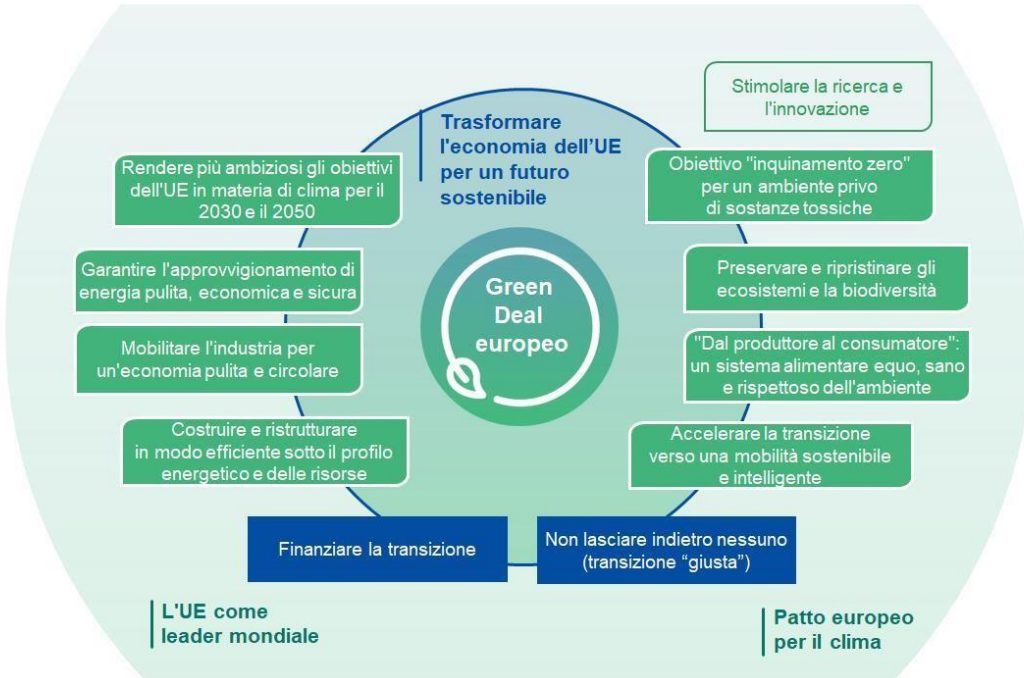 Stimolare la ricerca e
l'innovazione
Trasformare
l'economia dell'UE
per un futuro
sostenibile
Rendere più ambiziosi gli obiettivi
dell'UE in materia di clima per il
2030 e il 2050
Garantire l'approvvigionamento di
energia pulita, economica e sicura
Mobilitare l'industria per
un'economia pulita e circolare
Costruire e ristrutturare
in modo efficiente sotto il profilo
energetico e delle risorse
Green
Deal
europeo
Obiettivo "inquinamento zero"
per un ambiente privo
di sostanze tossiche
Preservare e ripristinare gli
ecosistemi e la biodiversità
"Dal produttore al consumatore":
un sistema alimentare equo, sano
e rispettoso dell'ambiente
Accelerare la transizione
verso una mobilità sostenibile
e intelligente
Finanziare la transizione
Non lasciare indietro nessuno
(transizione “giusta”)
L'UE come
leader mondiale
Patto europeo
per il clima